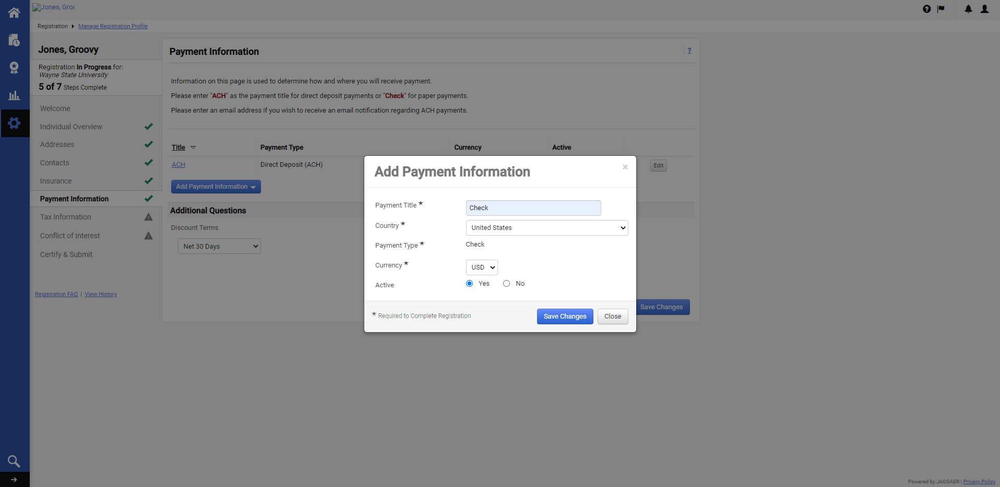 Jones, Groo
Registration Manage Registration Profile
Jones, Groovy
Registration In Progress for:
Wayne State University
5 of 7 Steps Complete
Welcome
Individual Overview
Addresses
Contacts
Insurance
Payment Information
Tax Information
Conflict of Interest
Certify & Submit
Registration FAQ | View History
Payment Information
?
Information on this page is used to determine how and where you will receive payment.
Please enter "ACH" as the payment title for direct deposit payments or "Check" for paper payments.
Please enter an email address if you wish to receive an email notification regarding ACH payments.
Title Payment Type Currency Active
ACH Direct Deposit (ACH) Edit
Add Payment Information
Additional Questions
Discount Terms
Net 30 Days
Save Changes
Add Payment Information ×
Payment Title ★ Check
Country ★ United States
Payment Type ★ Check
Currency ★ USD
Active Yes No
★ Required to Complete Registration Save Changes Close
Powered by JAGGAER | Privacy Policy